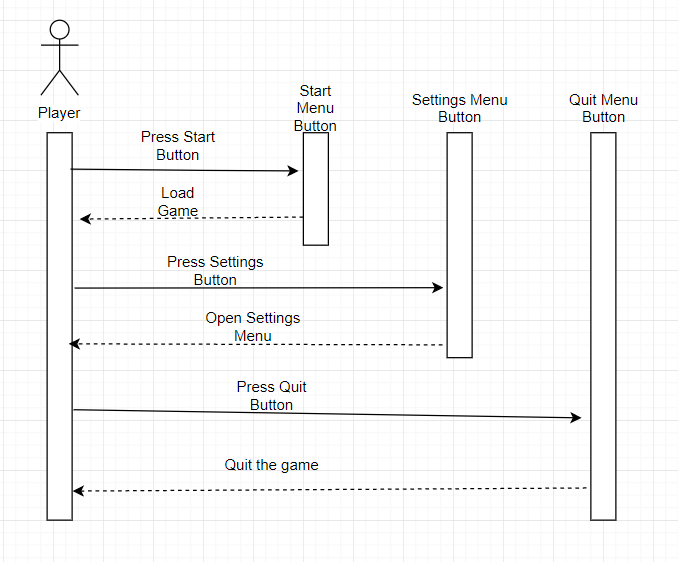 Player
Start
Menu
Button
Settings Menu
Button
Quit Menu
Button
Press Start
Button
Load
Game
Press Settings
Button
Open Settings
Menu
Press Quit
Button
Quit the game